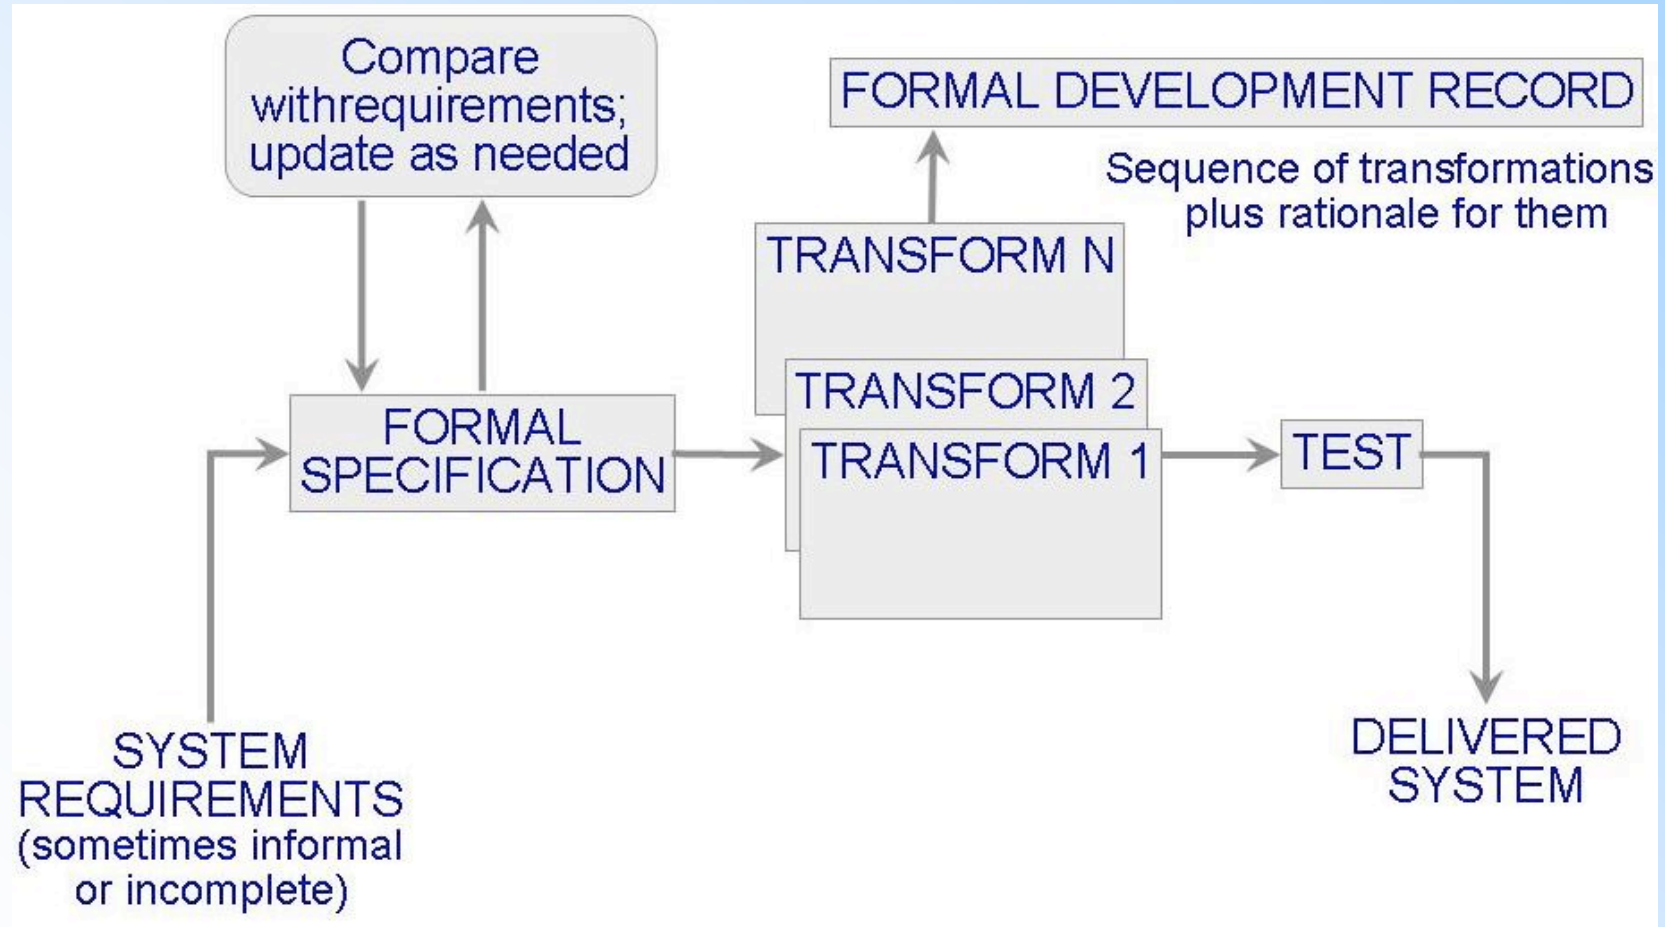 Compare
withrequirements;
update as needed
FORMAL DEVELOPMENT RECORD
Sequence of transformations
plus rationale for them
TRANSFORM N
TRANSFORM 2
TRANSFORM 1
FORMAL
SPECIFICATION
TEST
SYSTEM
REQUIREMENTS
(sometimes informal
or incomplete)
DELIVERED
SYSTEM